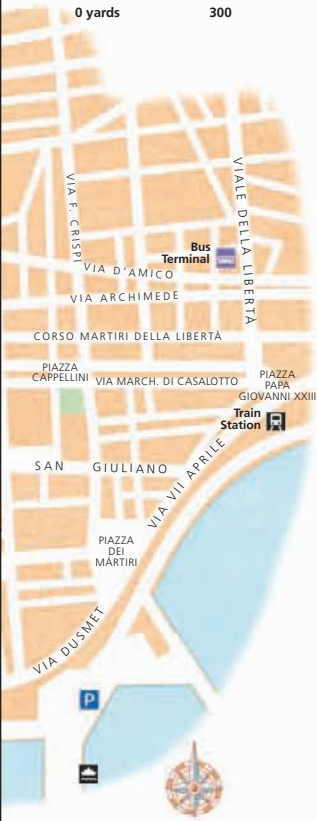 0 yards 300
VIA F. CRISPI
VIALE DELLA LIBERTÀ
Bus
Terminal
VIA D'AMICO
VIA ARCHIMEDE
CORSO MARTIRI DELLA LIBERTÀ
PIAZZA
CAPPELLINI
VIA MARCH. DI CASALOTTO
PIAZZA
PAPA
GIOVANNI XXIII
Train
Station
SAN GIULIANO
VIA VII APRILE
PIAZZA
DEI
MÁRTIRI
VIA DUSMET
P